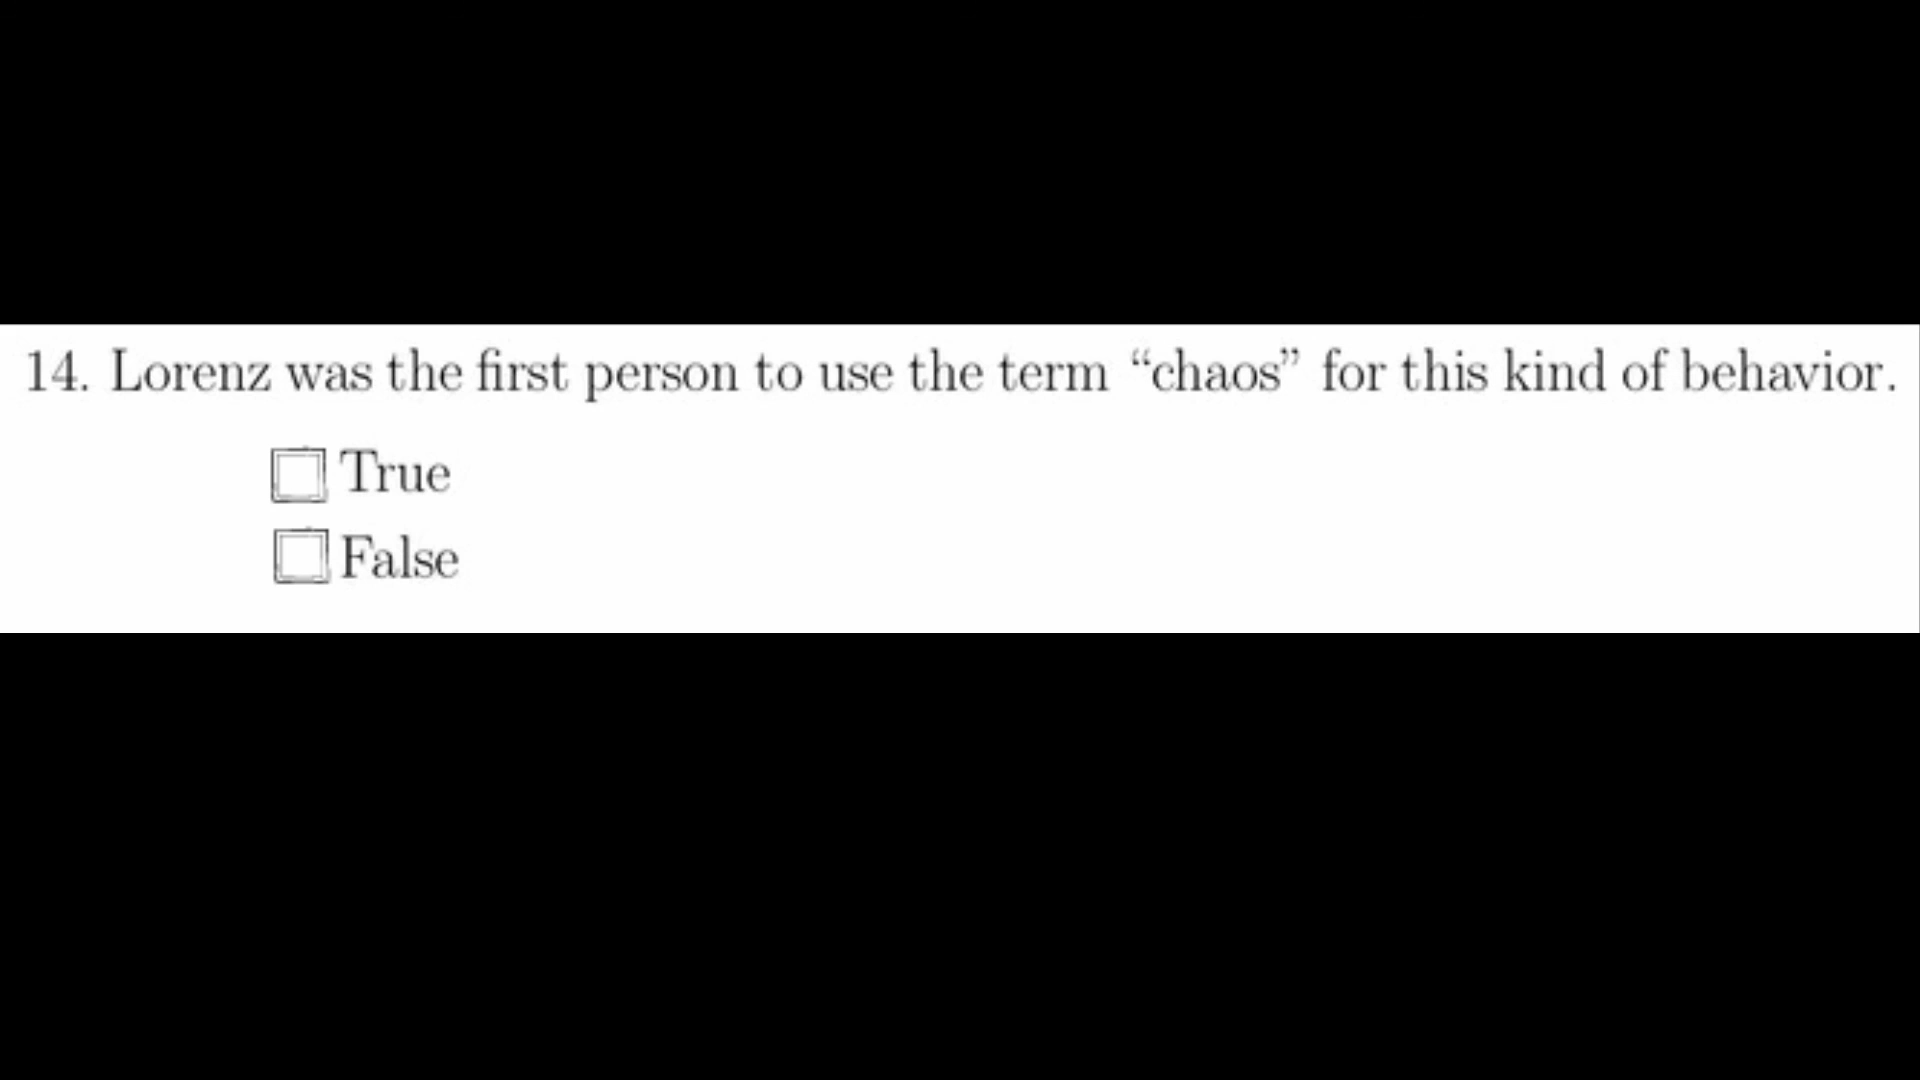 14. Lorenz was the first person to use the term “chaos” for this kind of behavior.
True
False